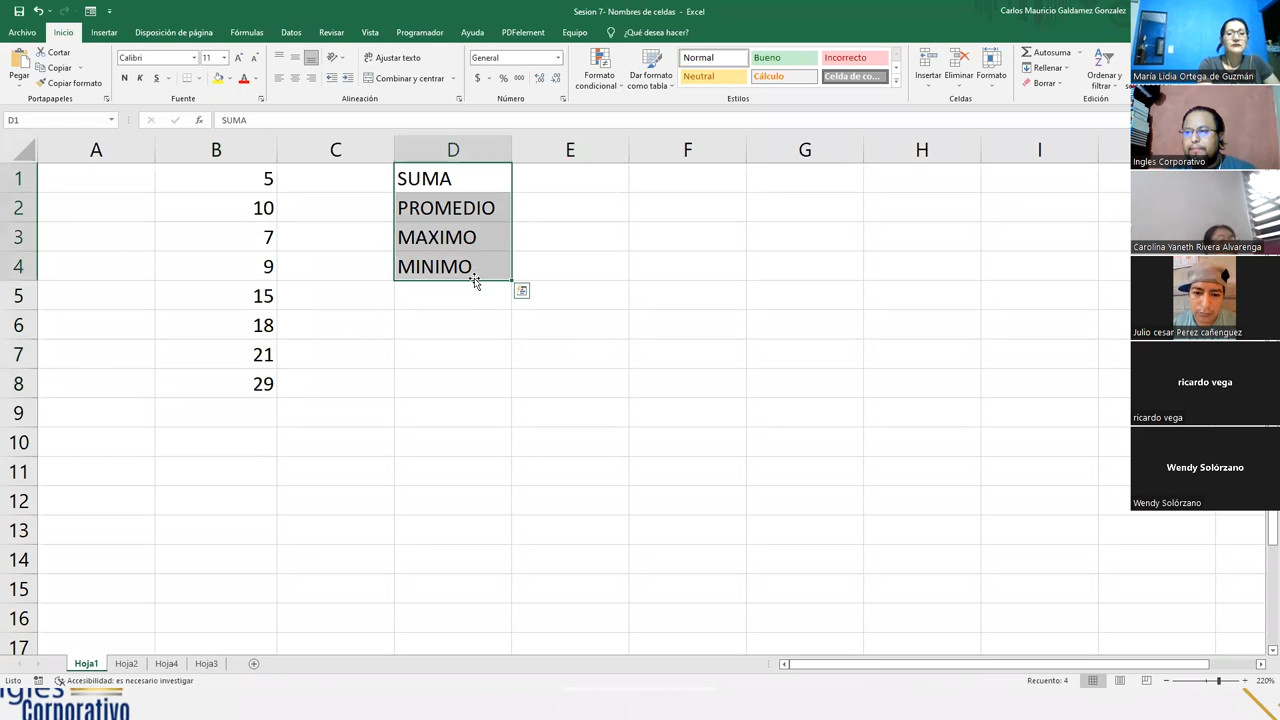 Sesion 7- Nombres de celdas - Excel
Carlos Mauricio Galdamez Gonzalez
Archivo Inicio Insertar Disposición de página Fórmulas Datos Revisar Vista Programador Ayuda PDFelement Equipo ¿Qué desea hacer?
Pegar
Cortar
Copiar
Copiar formato
Portapapeles
Calibri 11
N K S
Fuente
Ajustar texto
Combinar y centrar
Alineación
General
$ % 000
Número
Formato condicional
Dar formato como tabla
Normal Bueno Incorrecto
Neutral Cálculo Celda de co...
Estilos
Insertar Eliminar Formato
Celdas
Autosuma
Rellenar
Borrar
Ordenar y filtrar
Edición
D1 fx SUMA
A B C D E F G H I
1 5 SUMA
2 10 PROMEDIO
3 7 MAXIMO
4 9 MINIMO
5 15
6 18
7 21
8 29
9
10
11
12
13
14
15
16
17
Hoja1 Hoja2 Hoja4 Hoja3
Listo Accesibilidad: es necesario investigar Recuento: 4 220%
Ingles
Corporativo
María Lidia Ortega de Guzmán
Ingles Corporativo
Carolina Yaneth Rivera Alvarenga
Julio cesar Perez cañenguez
ricardo vega
ricardo vega
Wendy Solórzano
Wendy Solórzano